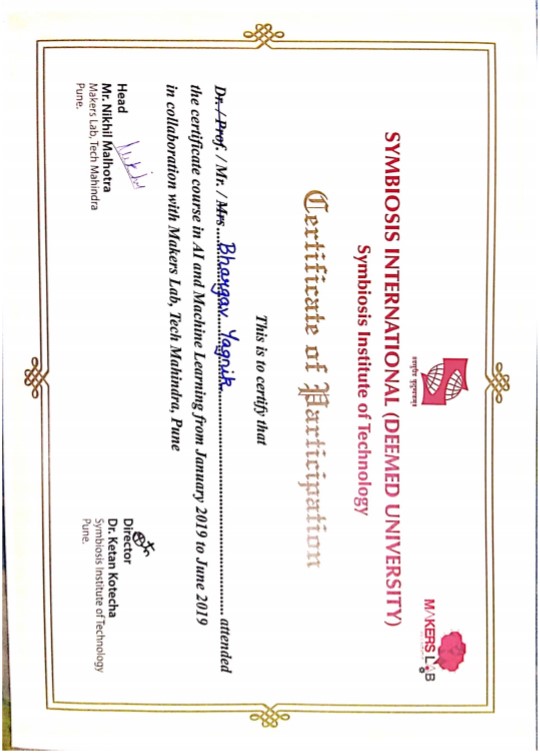 MAKERS LAB
SYMBIOSIS INTERNATIONAL (DEEMED UNIVERSITY)
Symbiosis Institute of Technology
Certificate of Participation
This is to certify that
Dr. / Prof. / Mr. / Mrs ....Bhargav Yagnik.... attended
the certificate course in AI and Machine Learning from January 2019 to June 2019
in collaboration with Makers Lab, Tech Mahindra, Pune
Head
Mr. Nikhil Malhotra
Makers Lab, Tech Mahindra
Pune.
Director
Dr. Ketan Kotecha
Symbiosis Institute of Technology
Pune.